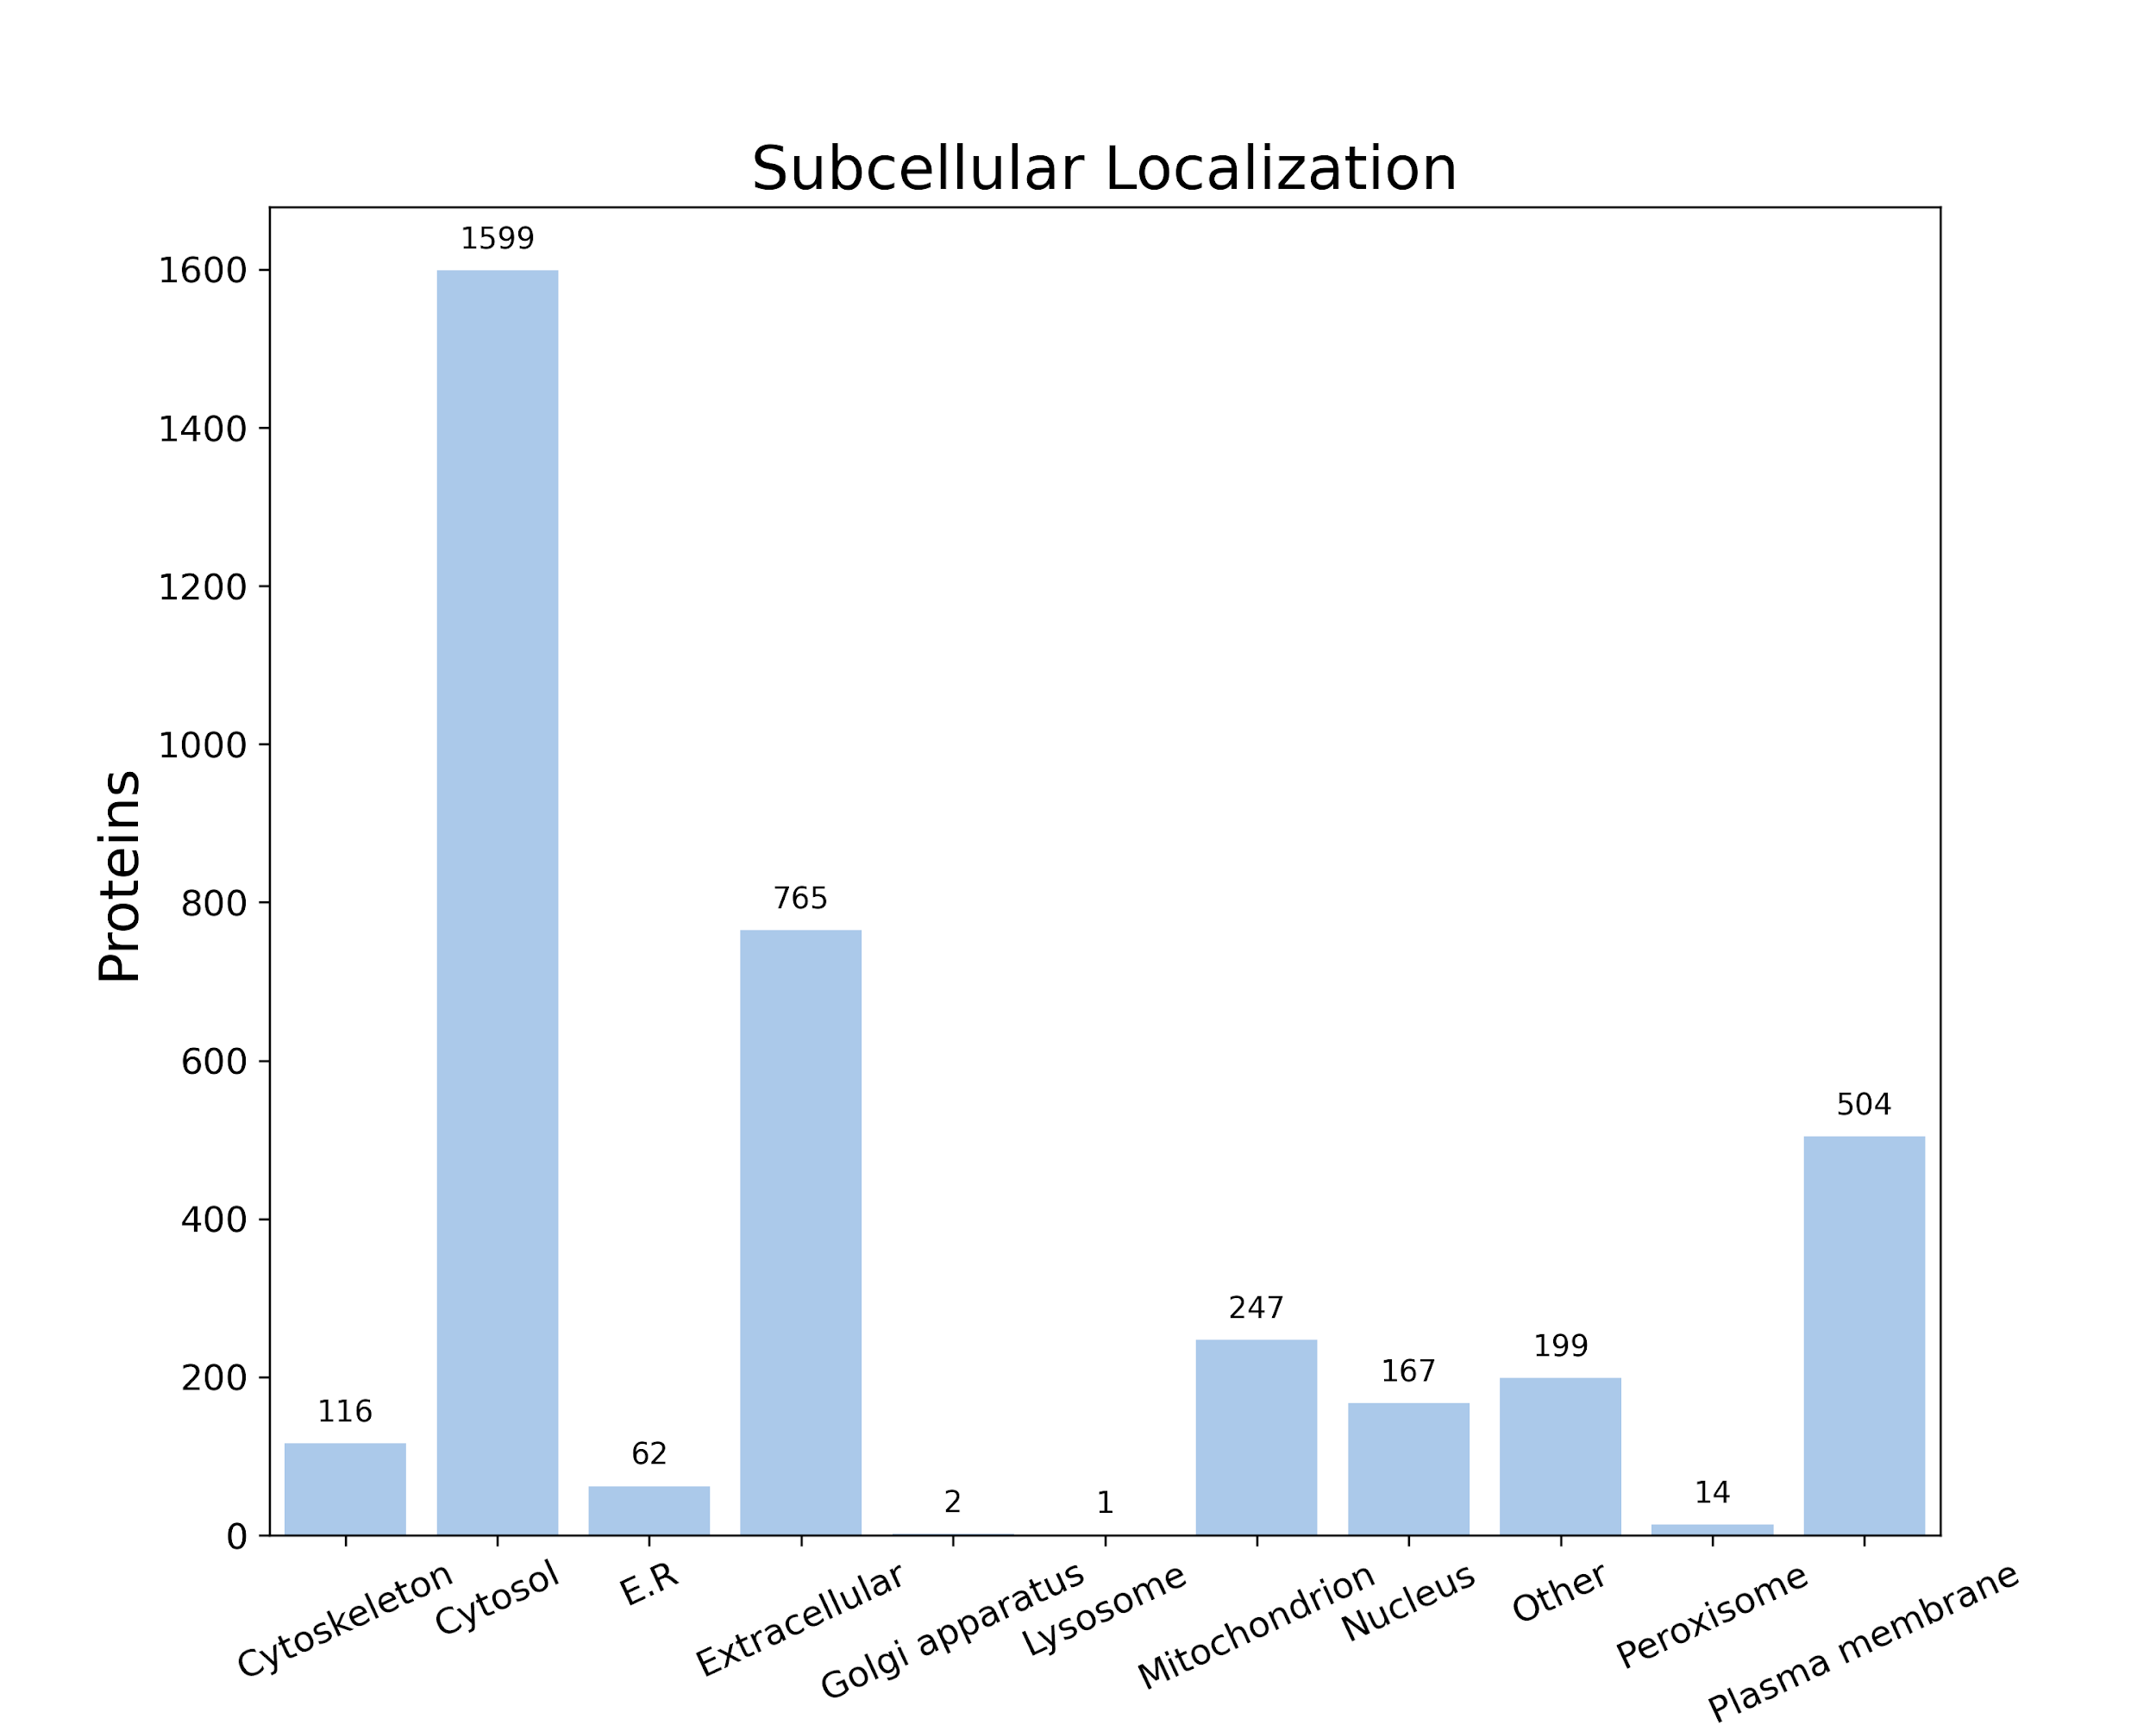 Subcellular Localization
Proteins
1600
1400
1200
1000
800
600
400
200
0
116
1599
62
765
2
1
247
167
199
14
504
Cytoskeleton
Cytosol
E.R
Extracellular
Golgi apparatus
Lysosome
Mitochondrion
Nucleus
Other
Peroxisome
Plasma membrane